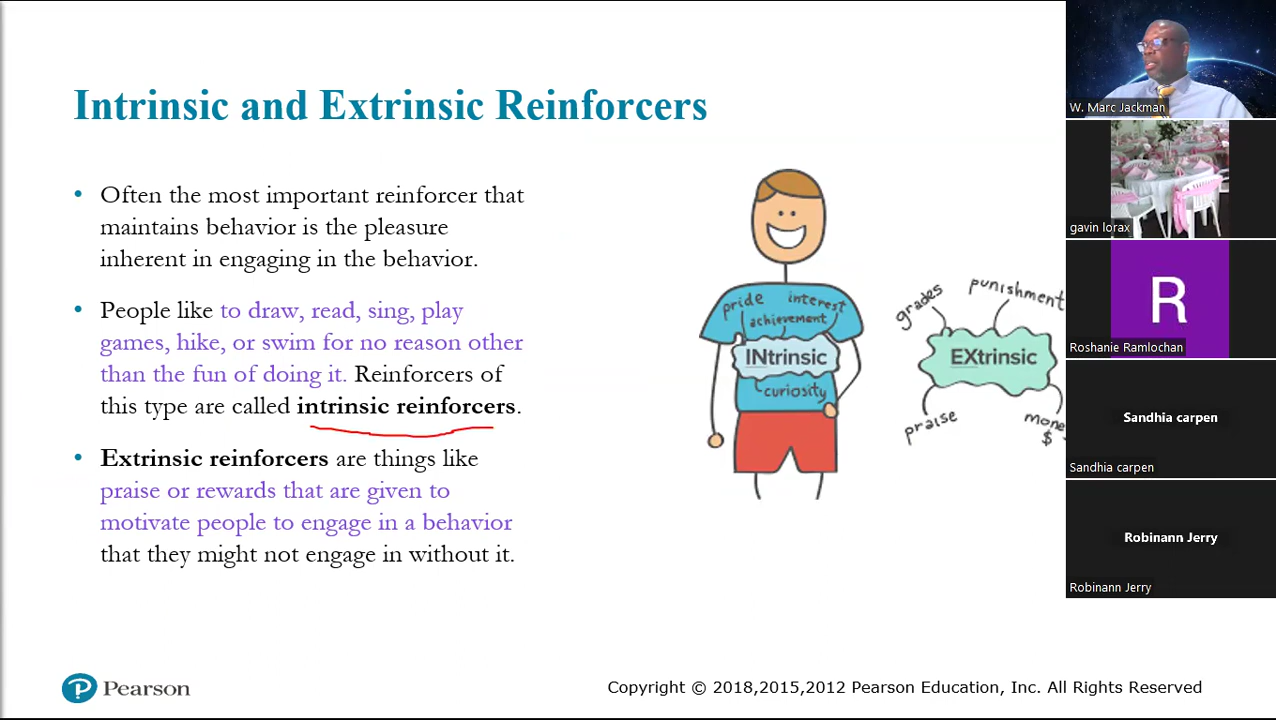 Intrinsic and Extrinsic Reinforcers
• Often the most important reinforcer that
maintains behavior is the pleasure
inherent in engaging in the behavior.
• People like to draw, read, sing, play
games, hike, or swim for no reason other
than the fun of doing it. Reinforcers of
this type are called intrinsic reinforcers.
• Extrinsic reinforcers are things like
praise or rewards that are given to
motivate people to engage in a behavior
that they might not engage in without it.
pride interest
achievement
INtrinsic
curiosity
grades punishment
EXtrinsic
praise mone
$
W. Marc Jackman
gavin lorax
R
Roshanie Ramlochan
Sandhia carpen
Sandhia carpen
Robinann Jerry
Robinann Jerry
P Pearson
Copyright © 2018,2015,2012 Pearson Education, Inc. All Rights Reserved